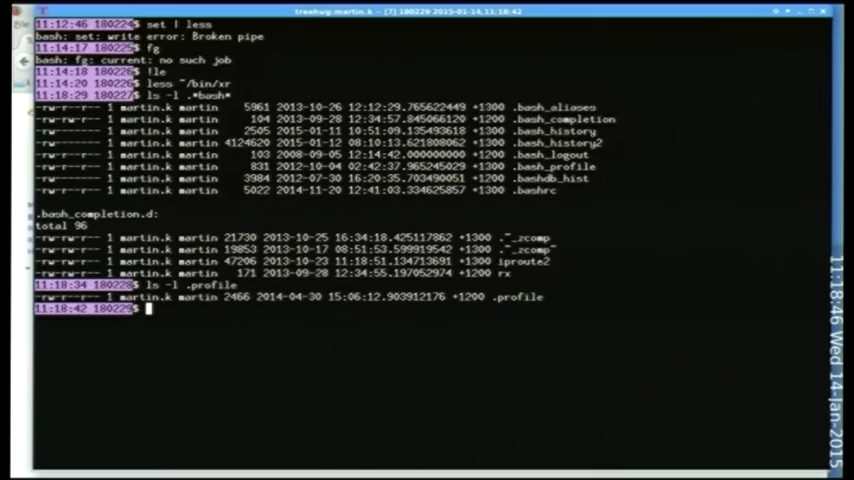 treehug:martin.k - [7] 180229 2015-01-14,11:18:42
11:12:46 180224$ set | less
bash: set: write error: Broken pipe
11:14:17 180225$ fg
bash: fg: current: no such job
11:14:18 180226$ !le
11:14:20 180226$ less ~/bin/xr
11:18:29 180227$ ls -l .*bash*
-rw-r--r-- 1 martin.k martin 5961 2013-10-26 12:12:29.765622449 +1300 .bash_aliases
-rw-rw-r-- 1 martin.k martin 104 2013-09-28 12:34:57.845066120 +1300 .bash_completion
-rw------- 1 martin.k martin 2505 2015-01-11 10:51:09.135493618 +1300 .bash_history
-rw------- 1 martin.k martin 4124620 2015-01-12 08:10:13.621808062 +1300 .bash_history2
-rw-r--r-- 1 martin.k martin 103 2008-09-05 12:14:42.000000000 +1200 .bash_logout
-rw-r--r-- 1 martin.k martin 831 2012-10-04 02:42:37.965245029 +1300 .bash_profile
-rw-rw-r-- 1 martin.k martin 3984 2012-07-30 16:20:35.703490051 +1200 .bashdb_hist
-rw-r--r-- 1 martin.k martin 5022 2014-11-20 12:41:03.334625857 +1300 .bashrc
.bash_completion.d:
total 96
-rw-rw-r-- 1 martin.k martin 21730 2013-10-25 16:34:18.425117862 +1300 .~_zcomp
-rw-rw-r-- 1 martin.k martin 19853 2013-10-17 08:51:53.599919542 +1300 .~_zcomp~
-rw-rw-r-- 1 martin.k martin 47206 2013-10-23 11:18:51.134713691 +1300 iproute2
-rw-rw-r-- 1 martin.k martin 171 2013-09-28 12:34:55.197052974 +1200 rx
11:18:34 180228$ ls -l .profile
-rw-rw-r-- 1 martin.k martin 2466 2014-04-30 15:06:12.903912176 +1200 .profile
11:18:42 180229$
11:18:46 Wed 14-Jan-2015